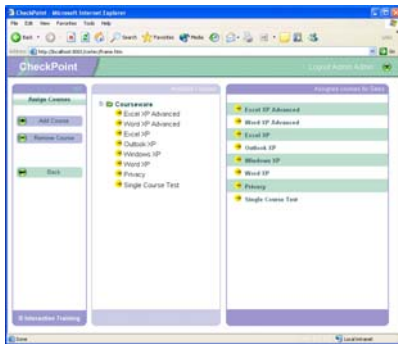 CheckPoint - Microsoft Internet Explorer
File Edit View Favorites Tools Help
Back Search Favorites Media
CheckPoint
Logout Admin Admin
Assign Courses
Add Course
Remove Course
Back
Interactive Training
Courseware
Excel XP Advanced
Word XP Advanced
Excel XP
Outlook XP
Windows XP
Word XP
Privacy
Single Course Test
Excel XP Advanced
Word XP Advanced
Excel XP
Outlook XP
Windows XP
Word XP
Privacy
Single Course Test
Done
Local intranet